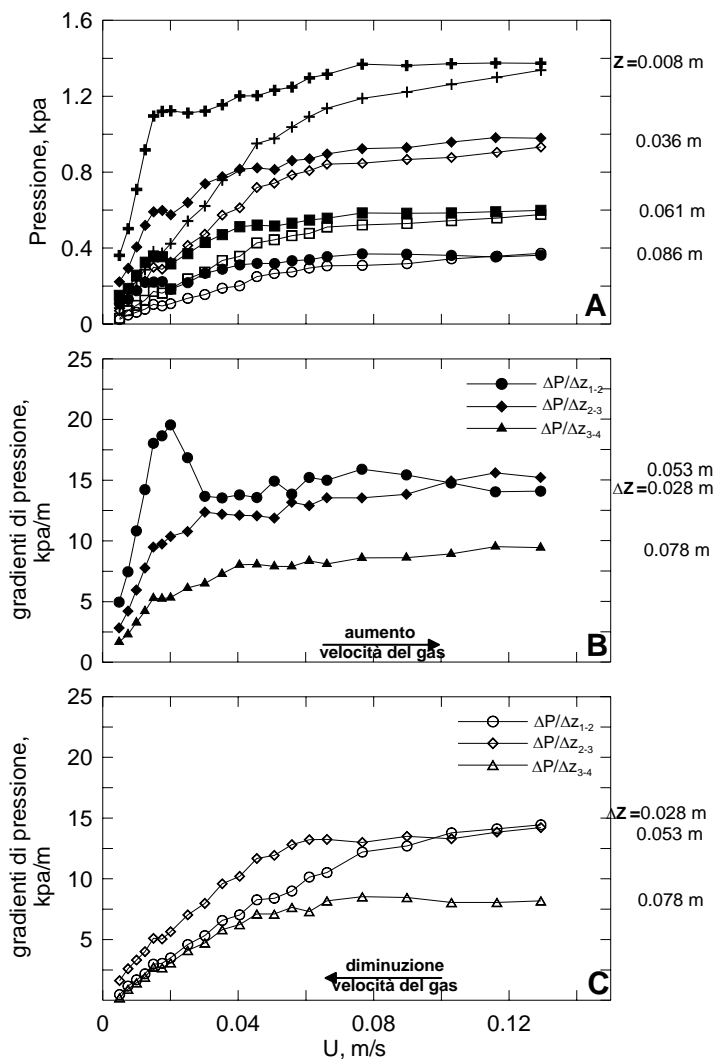 1.6
1.2
0.8
0.4
0
Pressione, kpa
Z=0.008 m
0.036 m
0.061 m
0.086 m
A
25
20
15
10
5
0
gradienti di pressione,
kpa/m
ΔP/Δz1-2
ΔP/Δz2-3
ΔP/Δz3-4
0.053 m
ΔZ=0.028 m
0.078 m
aumento
velocità del gas
B
25
20
15
10
5
gradienti di pressione,
kpa/m
ΔP/Δz1-2
ΔP/Δz2-3
ΔP/Δz3-4
ΔZ=0.028 m
0.053 m
0.078 m
diminuzione
velocità del gas
C
0 0.04 0.08 0.12
U, m/s